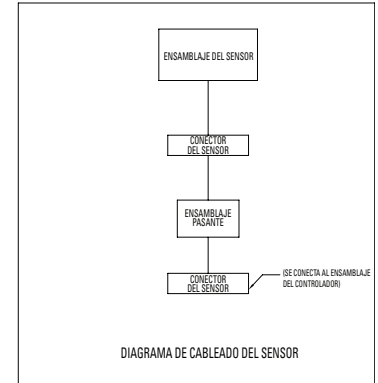 ENSAMBLAJE DEL SENSOR
CONECTOR
DEL SENSOR
ENSAMBLAJE
PASANTE
CONECTOR
DEL SENSOR
(SE CONECTA AL ENSAMBLAJE
DEL CONTROLADOR)
DIAGRAMA DE CABLEADO DEL SENSOR